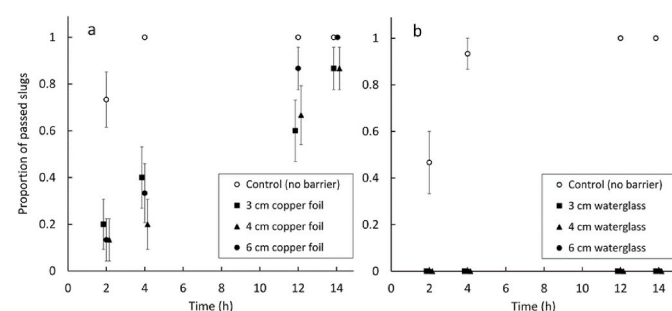 a
Proportion of passed slugs
1
0.8
0.6
0.4
0.2
0
0 2 4 6 8 10 12 14
Time (h)
Control (no barrier)
3 cm copper foil
4 cm copper foil
6 cm copper foil
b
1
0.8
0.6
0.4
0.2
0
0 2 4 6 8 10 12 14
Time (h)
Control (no barrier)
3 cm waterglass
4 cm waterglass
6 cm waterglass